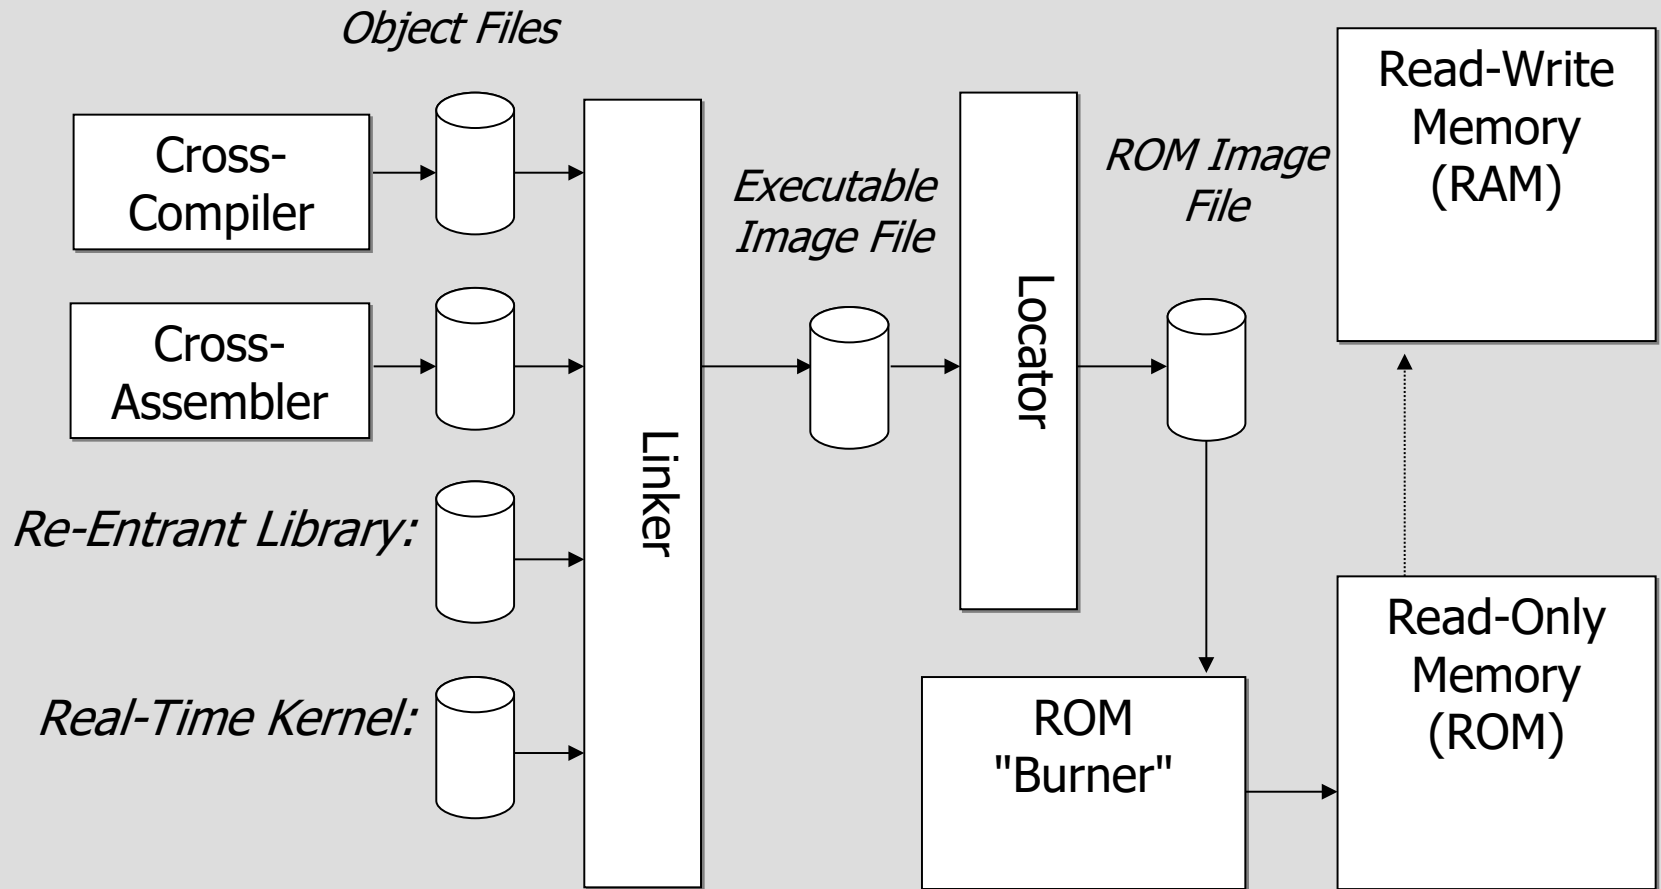 Object Files
Cross-
Compiler
Cross-
Assembler
Re-Entrant Library:
Real-Time Kernel:
Linker
Executable
Image File
Locator
ROM Image
File
ROM
"Burner"
Read-Write
Memory
(RAM)
Read-Only
Memory
(ROM)